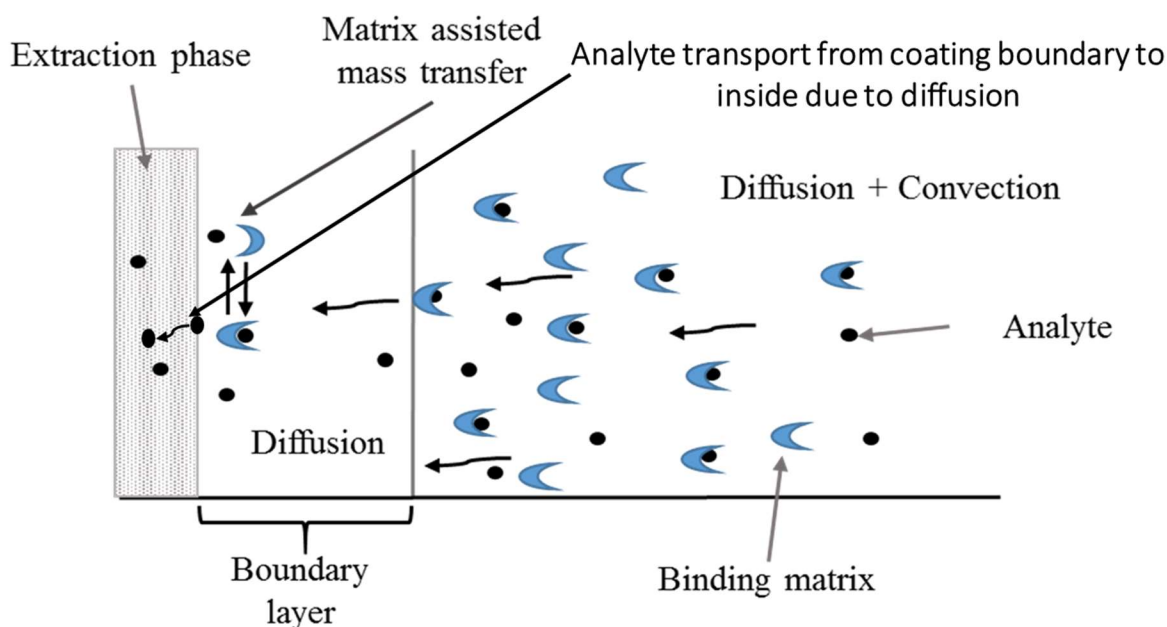 Extraction phase
Matrix assisted
mass transfer
Analyte transport from coating boundary to
inside due to diffusion
Diffusion + Convection
Analyte
Diffusion
Boundary
layer
Binding matrix